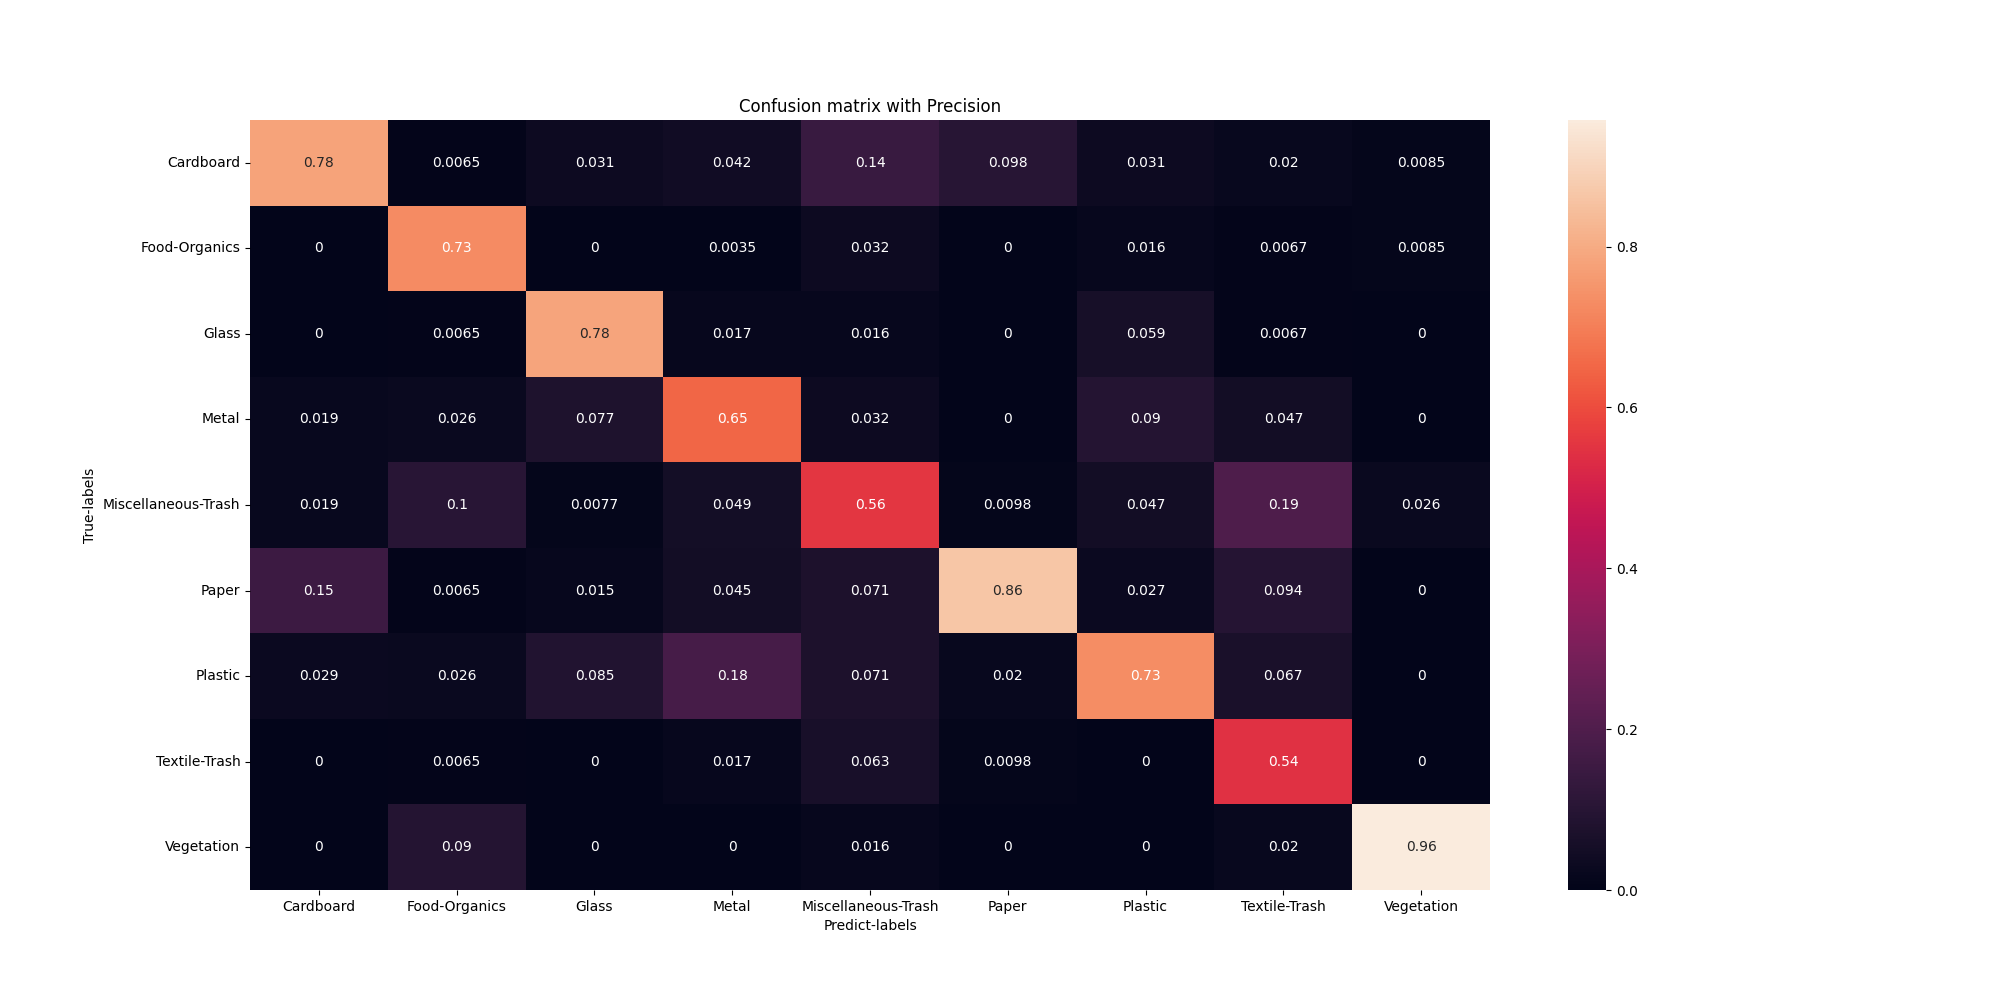 Confusion matrix with Precision
Cardboard 0.78 0.0065 0.031 0.042 0.14 0.098 0.031 0.02 0.0085
Food-Organics 0 0.73 0 0.0035 0.032 0 0.016 0.0067 0.0085
0.8
Glass 0 0.0065 0.78 0.017 0.016 0 0.059 0.0067 0
0.6
Metal 0.019 0.026 0.077 0.65 0.032 0 0.09 0.047 0
True-labels
Miscellaneous-Trash 0.019 0.1 0.0077 0.049 0.56 0.0098 0.047 0.19 0.026
0.4
Paper 0.15 0.0065 0.015 0.045 0.071 0.86 0.027 0.094 0
Plastic 0.029 0.026 0.085 0.18 0.071 0.02 0.73 0.067 0
0.2
Textile-Trash 0 0.0065 0 0.017 0.063 0.0098 0 0.54 0
Vegetation 0 0.09 0 0 0.016 0 0 0.02 0.96
0.0
Cardboard Food-Organics Glass Metal Miscellaneous-Trash Paper Plastic Textile-Trash Vegetation
Predict-labels